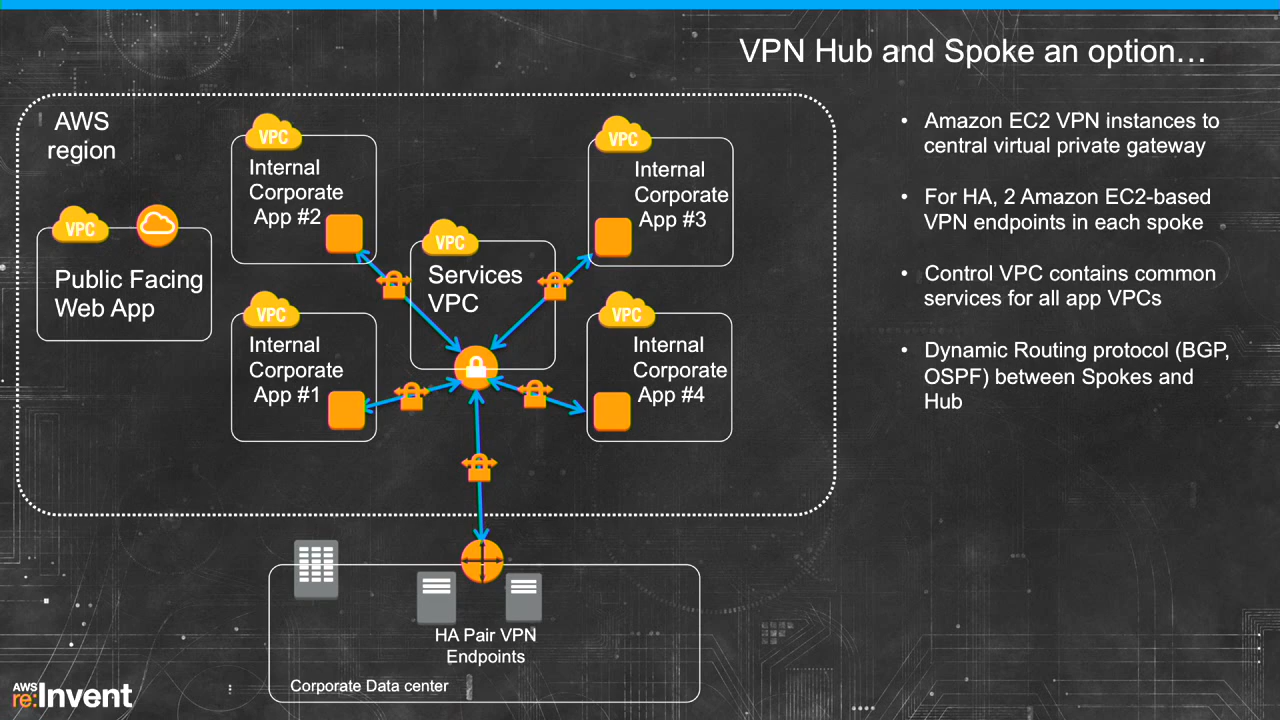 VPN Hub and Spoke an option…
AWS
region
VPC
Public Facing
Web App
VPC
Internal
Corporate
App #2
VPC
Internal
Corporate
App #1
VPC
Services
VPC
VPC
Internal
Corporate
App #3
VPC
Internal
Corporate
App #4
HA Pair VPN
Endpoints
Corporate Data center
• Amazon EC2 VPN instances to
central virtual private gateway
• For HA, 2 Amazon EC2-based
VPN endpoints in each spoke
• Control VPC contains common
services for all app VPCs
• Dynamic Routing protocol (BGP,
OSPF) between Spokes and
Hub
AWS
re:Invent